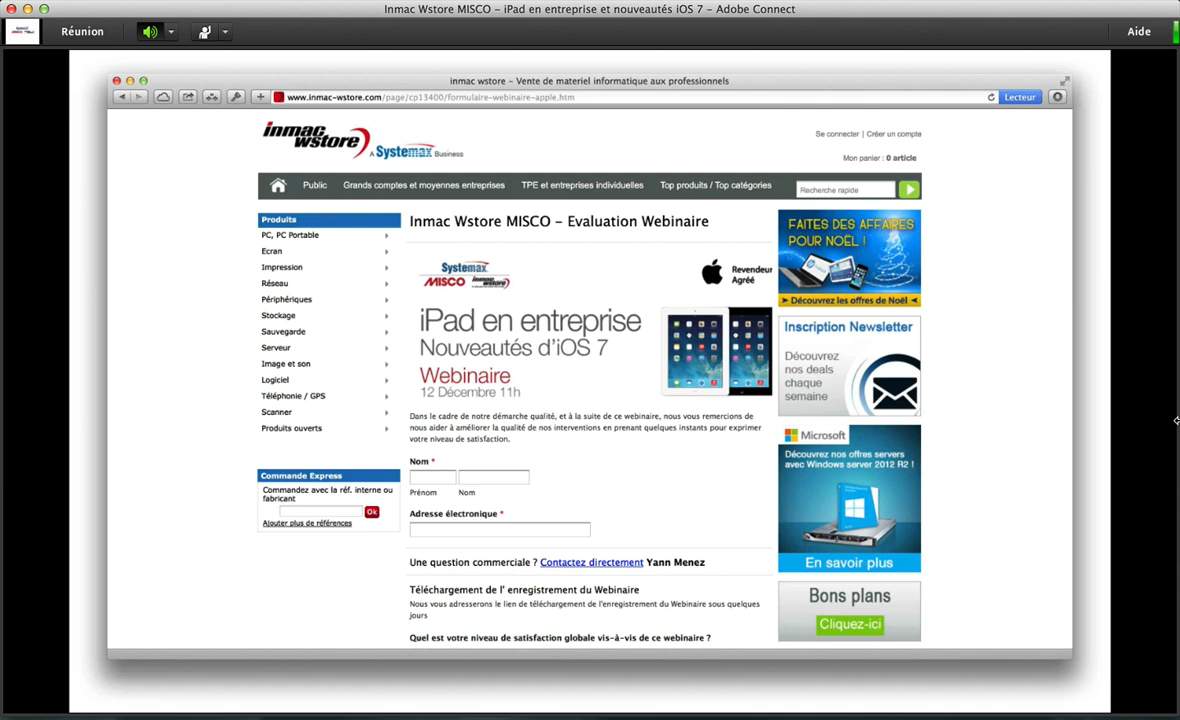 Inmac Wstore MISCO – iPad en entreprise et nouveautés iOS 7 – Adobe Connect
Réunion
Aide
inmac wstore – Vente de materiel informatique aux professionnels
www.inmac-wstore.com/page/cp13400/formulaire-webinaire-apple.htm
Lecteur
inmac wstore
A Systemax Business
Se connecter | Créer un compte
Mon panier : 0 article
Public
Grands comptes et moyennes entreprises
TPE et entreprises individuelles
Top produits / Top catégories
Recherche rapide
Produits
PC, PC Portable
Ecran
Impression
Réseau
Périphériques
Stockage
Sauvegarde
Serveur
Image et son
Logiciel
Téléphonie / GPS
Scanner
Produits ouverts
Commande Express
Commandez avec la réf. interne ou
fabricant
Ok
Ajouter plus de références
Inmac Wstore MISCO – Evaluation Webinaire
Systemax
MISCO inmac wstore
Revendeur
Agréé
iPad en entreprise
Nouveautés d'iOS 7
Webinaire
12 Décembre 11h
Dans le cadre de notre démarche qualité, et à la suite de ce webinaire, nous vous remercions de
nous aider à améliorer la qualité de nos interventions en prenant quelques instants pour exprimer
votre niveau de satisfaction.
Nom *
Prénom
Nom
Adresse électronique *
Une question commerciale ? Contactez directement Yann Menez
Téléchargement de l' enregistrement du Webinaire
Nous vous adresserons le lien de téléchargement de l'enregistrement du Webinaire sous quelques
jours
Quel est votre niveau de satisfaction globale vis-à-vis de ce webinaire ?
FAITES DES AFFAIRES
POUR NOËL !
Découvrez les offres de Noël
Inscription Newsletter
Découvrez
nos deals
chaque
semaine
Microsoft
Découvrez nos offres serveurs
avec Windows server 2012 R2 !
En savoir plus
Bons plans
Cliquez-ici